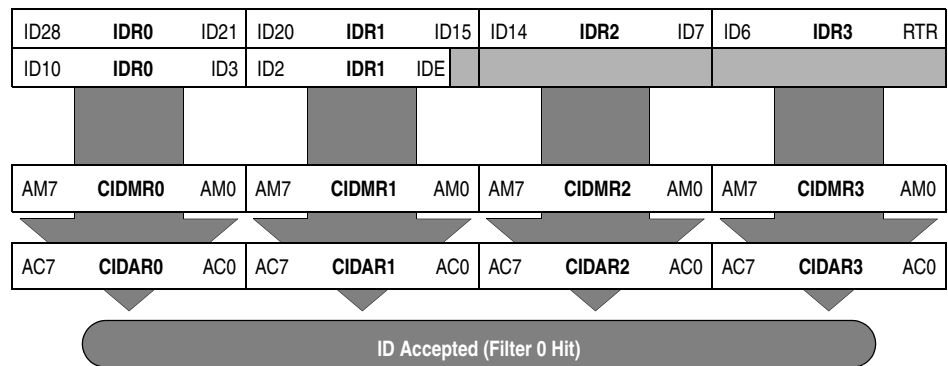 ID28 IDR0 ID21 ID20 IDR1 ID15 ID14 IDR2 ID7 ID6 IDR3 RTR
ID10 IDR0 ID3 ID2 IDR1 IDE
AM7 CIDMR0 AM0 AM7 CIDMR1 AM0 AM7 CIDMR2 AM0 AM7 CIDMR3 AM0
AC7 CIDAR0 AC0 AC7 CIDAR1 AC0 AC7 CIDAR2 AC0 AC7 CIDAR3 AC0
ID Accepted (Filter 0 Hit)